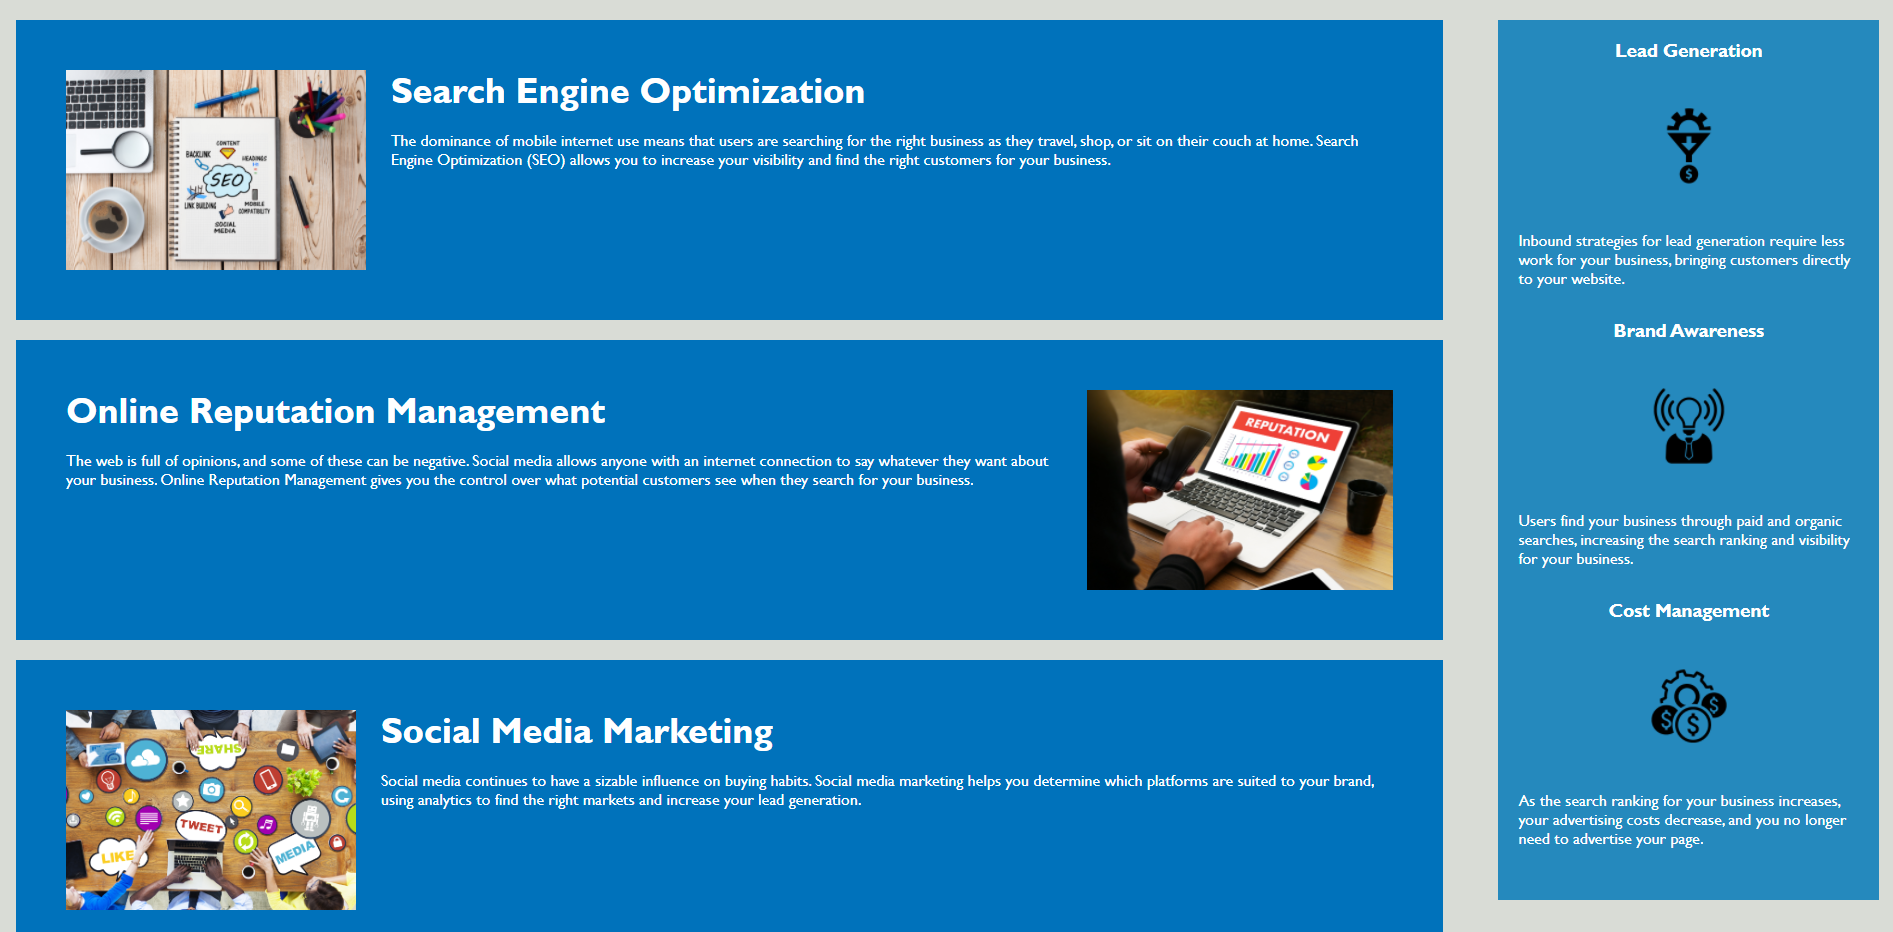 Search Engine Optimization
The dominance of mobile internet use means that users are searching for the right business as they travel, shop, or sit on their couch at home. Search
Engine Optimization (SEO) allows you to increase your visibility and find the right customers for your business.
CONTENT
BACKLINK
HEADINGS
SEO
LINK BUILDING
MOBILE
COMPATIBILITY
SOCIAL
MEDIA
Online Reputation Management
The web is full of opinions, and some of these can be negative. Social media allows anyone with an internet connection to say whatever they want about
your business. Online Reputation Management gives you the control over what potential customers see when they search for your business.
REPUTATION
Social Media Marketing
Social media continues to have a sizable influence on buying habits. Social media marketing helps you determine which platforms are suited to your brand,
using analytics to find the right markets and increase your lead generation.
SHARE
TWEET
LIKE
MEDIA
Lead Generation
$
Inbound strategies for lead generation require less
work for your business, bringing customers directly
to your website.
Brand Awareness
Users find your business through paid and organic
searches, increasing the search ranking and visibility
for your business.
Cost Management
$ $ $
As the search ranking for your business increases,
your advertising costs decrease, and you no longer
need to advertise your page.